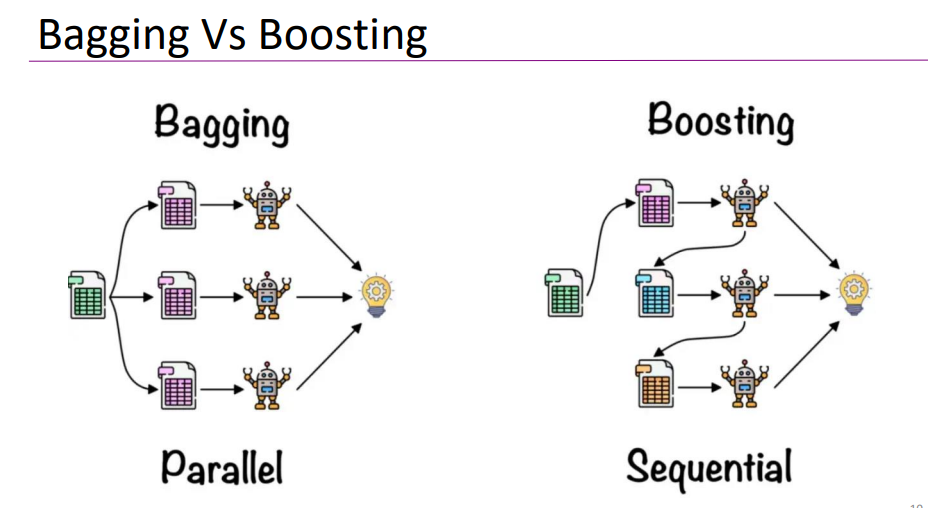 Bagging Vs Boosting
Bagging
Boosting
Parallel
Sequential